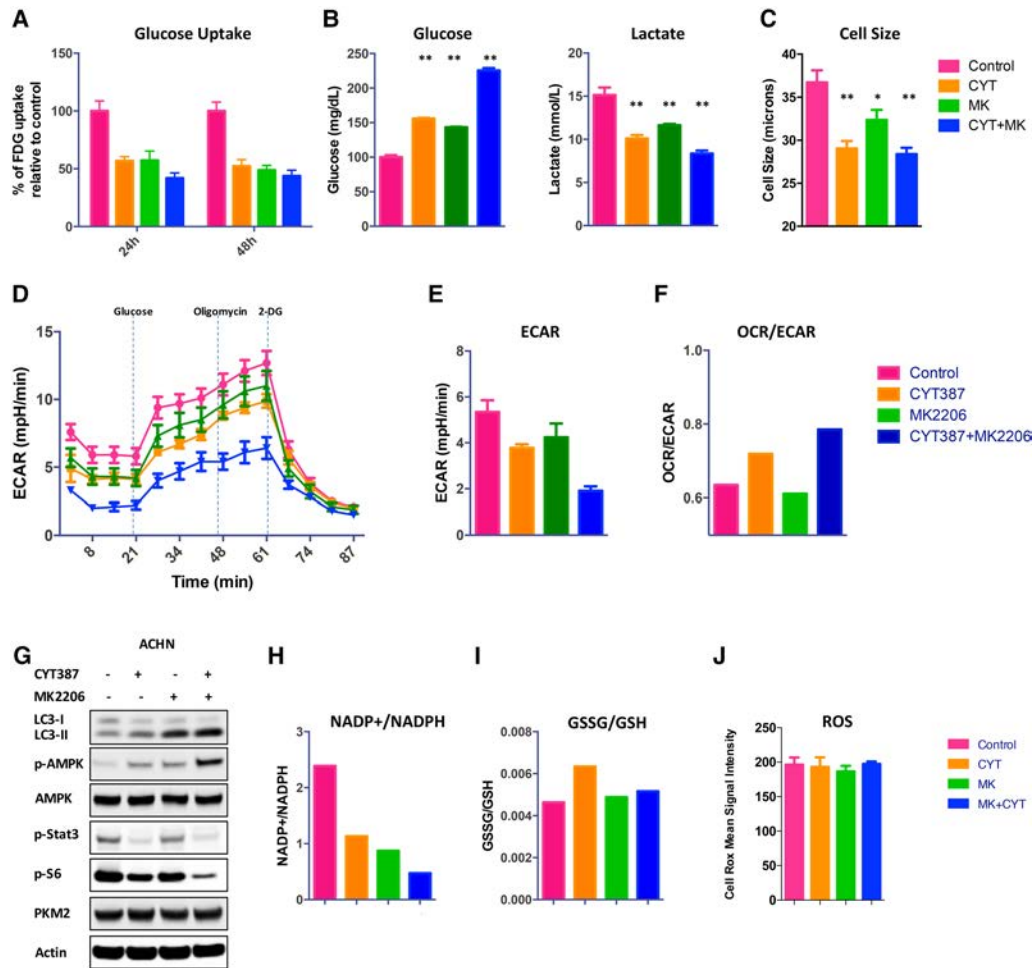 A
Glucose Uptake
% of FDG uptake
relative to control
150
100
50
0
24h
48h
B
Glucose
Glucose (mg/dL)
250
200
150
100
50
0
** ** **
Lactate
Lactate (mmol/L)
20
15
10
5
0
** ** **
C
Cell Size
Cell Size (microns)
40
36
32
28
24
20
** * **
Control
CYT
MK
CYT+MK
D
Glucose Oligomycin 2-DG
ECAR (mpH/min)
15
10
5
0
8 21 34 48 61 74 87
Time (min)
E
ECAR
ECAR (mpH/min)
8
6
4
2
0
F
OCR/ECAR
OCR/ECAR
1.0
0.8
0.6
Control
CYT387
MK2206
CYT387+MK2206
G
ACHN
CYT387 - + - +
MK2206 - - + +
LC3-I
LC3-II
p-AMPK
AMPK
p-Stat3
p-S6
PKM2
Actin
H
NADP+/NADPH
NADP+/NADPH
3
2
1
0
I
GSSG/GSH
GSSG/GSH
0.008
0.006
0.004
0.002
0.000
J
ROS
Cell Rox Mean Signal Intensity
250
200
150
100
50
0
Control
CYT
MK
MK+CYT